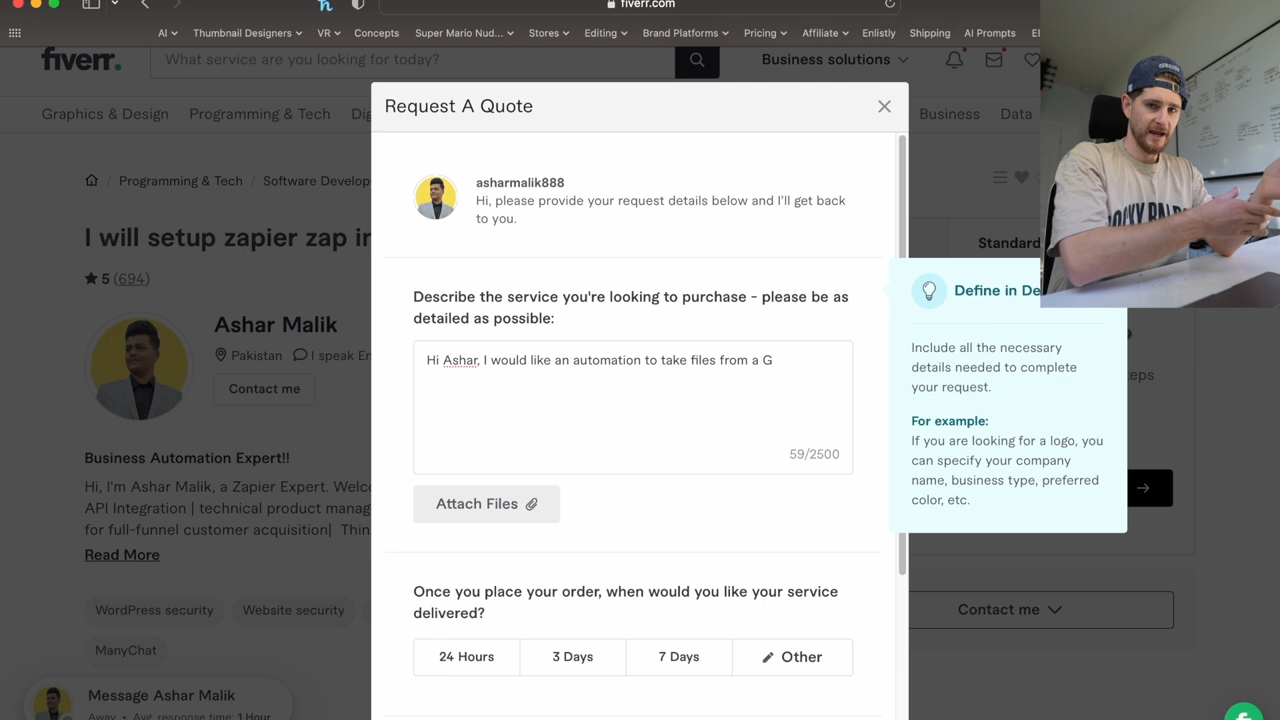 fiverr.com
AI
Thumbnail Designers
VR
Concepts
Super Mario Nud...
Stores
Editing
Brand Platforms
Pricing
Affiliate
Enlistly
Shipping
AI Prompts
fiverr.
What service are you looking for today?
Business solutions
Graphics & Design
Programming & Tech
Business
Data
Request A Quote
Programming & Tech
Software Develop
asharmalik888
Hi, please provide your request details below and I'll get back
to you.
I will setup zapier zap
5 (694)
Standard
Describe the service you're looking to purchase - please be as
detailed as possible:
Define in De
Ashar Malik
Pakistan
I speak En
Contact me
Hi Ashar, I would like an automation to take files from a G
59/2500
Include all the necessary
details needed to complete
your request.
For example:
If you are looking for a logo, you
can specify your company
name, business type, preferred
color, etc.
Business Automation Expert!!
Hi, I'm Ashar Malik, a Zapier Expert.
API Integration | technical product
for full-funnel customer acquisition|
Read More
Attach Files
Once you place your order, when would you like your service
delivered?
WordPress security
Website security
Contact me
24 Hours
3 Days
7 Days
Other
ManyChat
Message Ashar Malik
Away • Avg. response time: 1 Hour